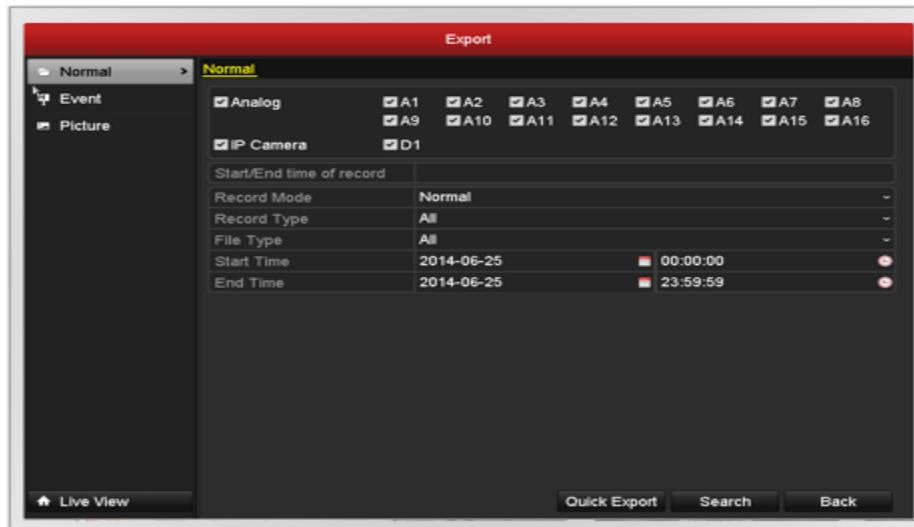 Export
Normal >
Event
Picture
Normal
Analog A1 A2 A3 A4 A5 A6 A7 A8
A9 A10 A11 A12 A13 A14 A15 A16
IP Camera D1
Start/End time of record
Record Mode Normal
Record Type All
File Type All
Start Time 2014-06-25 00:00:00
End Time 2014-06-25 23:59:59
Live View
Quick Export Search Back